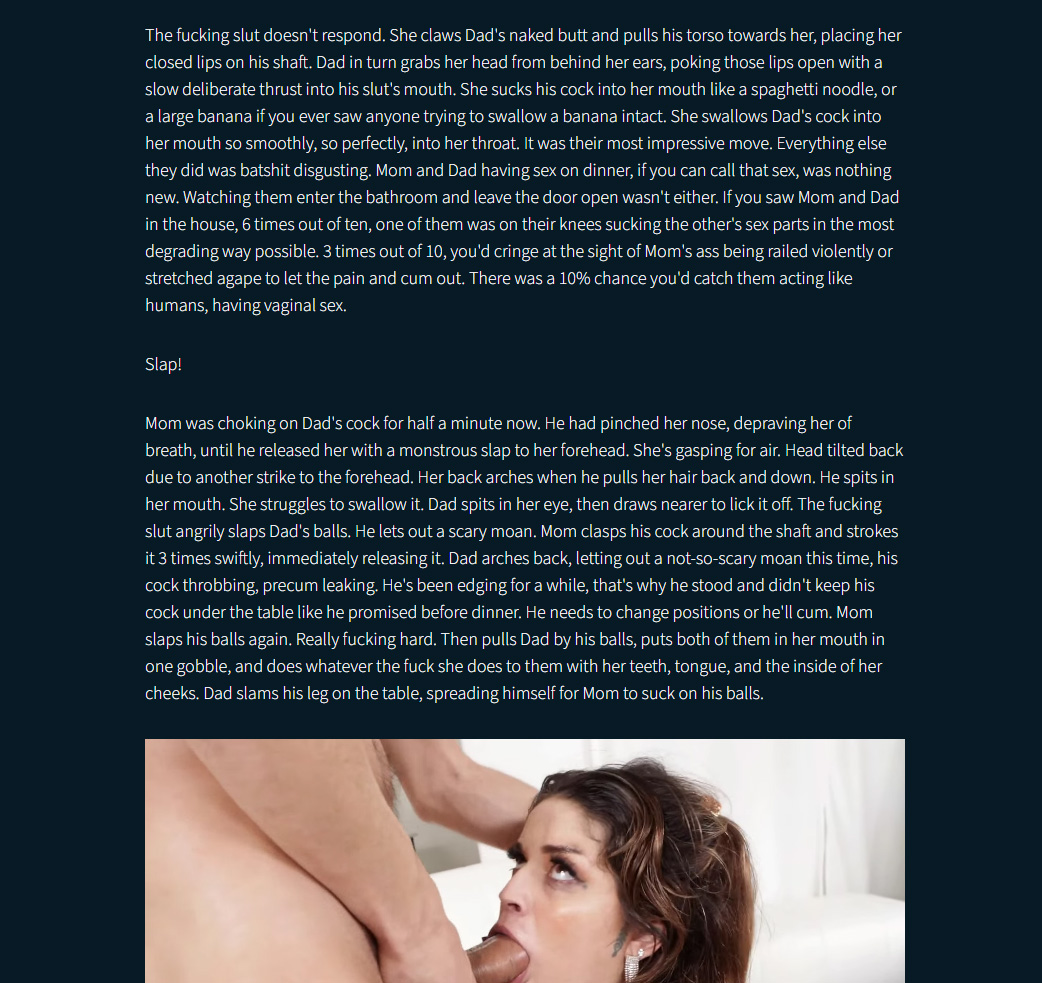 The fucking slut doesn't respond. She claws Dad's naked butt and pulls his torso towards her, placing her
closed lips on his shaft. Dad in turn grabs her head from behind her ears, poking those lips open with a
slow deliberate thrust into his slut's mouth. She sucks his cock into her mouth like a spaghetti noodle, or
a large banana if you ever saw anyone trying to swallow a banana intact. She swallows Dad's cock into
her mouth so smoothly, so perfectly, into her throat. It was their most impressive move. Everything else
they did was batshit disgusting. Mom and Dad having sex on dinner, if you can call that sex, was nothing
new. Watching them enter the bathroom and leave the door open wasn't either. If you saw Mom and Dad
in the house, 6 times out of ten, one of them was on their knees sucking the other's sex parts in the most
degrading way possible. 3 times out of 10, you'd cringe at the sight of Mom's ass being railed violently or
stretched agape to let the pain and cum out. There was a 10% chance you'd catch them acting like
humans, having vaginal sex.
Slap!
Mom was choking on Dad's cock for half a minute now. He had pinched her nose, depraving her of
breath, until he released her with a monstrous slap to her forehead. She's gasping for air. Head tilted back
due to another strike to the forehead. Her back arches when he pulls her hair back and down. He spits in
her mouth. She struggles to swallow it. Dad spits in her eye, then draws nearer to lick it off. The fucking
slut angrily slaps Dad's balls. He lets out a scary moan. Mom clasps his cock around the shaft and strokes
it 3 times swiftly, immediately releasing it. Dad arches back, letting out a not-so-scary moan this time, his
cock throbbing, precum leaking. He's been edging for a while, that's why he stood and didn't keep his
cock under the table like he promised before dinner. He needs to change positions or he'll cum. Mom
slaps his balls again. Really fucking hard. Then pulls Dad by his balls, puts both of them in her mouth in
one gobble, and does whatever the fuck she does to them with her teeth, tongue, and the inside of her
cheeks. Dad slams his leg on the table, spreading himself for Mom to suck on his balls.